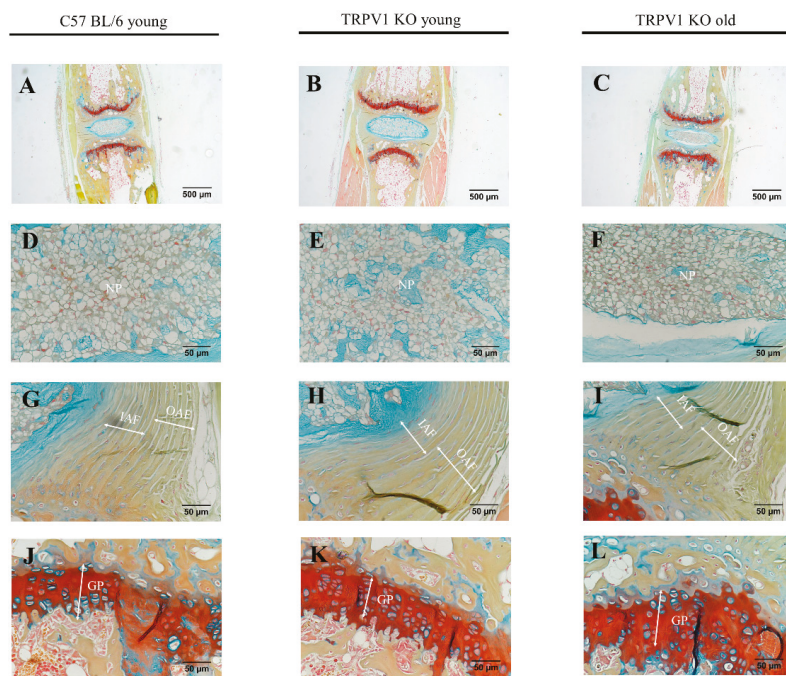 C57 BL/6 young
TRPV1 KO young
TRPV1 KO old
A
500 µm
B
500 µm
C
500 µm
D
NP
50 µm
E
NP
50 µm
F
NP
50 µm
G
IAF
OAF
50 µm
H
IAF
OAF
50 µm
I
IAF
OAF
50 µm
J
GP
50 µm
K
GP
50 µm
L
GP
50 µm